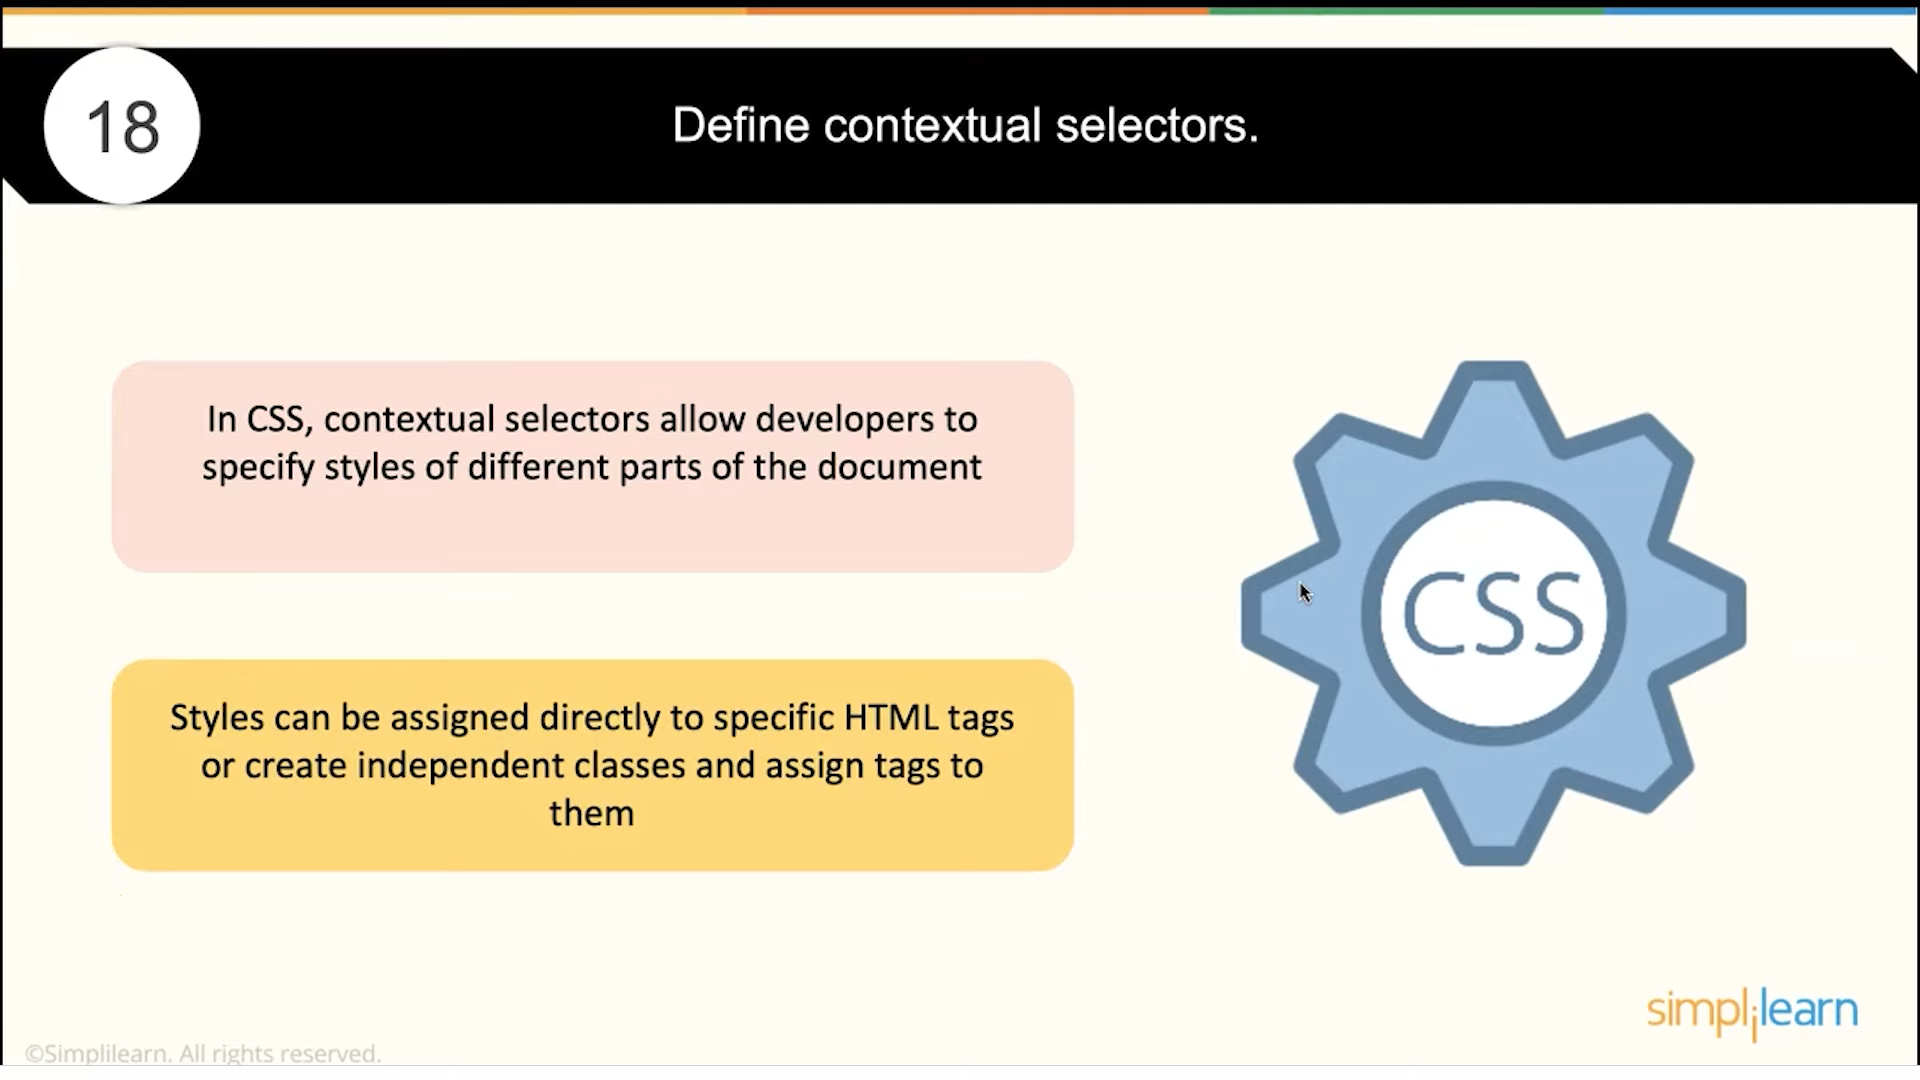 18
Define contextual selectors.
In CSS, contextual selectors allow developers to
specify styles of different parts of the document
Styles can be assigned directly to specific HTML tags
or create independent classes and assign tags to
them
CSS
simplilearn
©Simplilearn. All rights reserved.